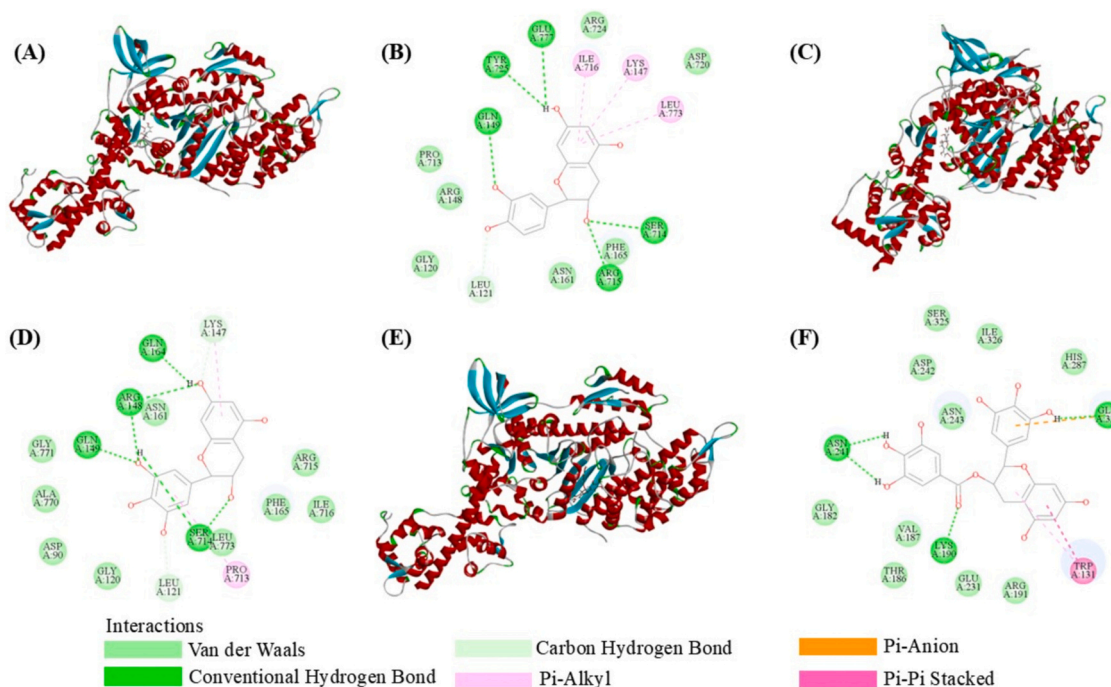 (A)
(B)
GLU
A:777
ARG
A:724
TYR
A:725
ILE
A:716
LYS
A:147
ASP
A:720
LEU
A:773
GLN
A:149
H
PRO
A:713
ARG
A:148
SER
A:714
PHE
A:165
GLY
A:120
LEU
A:121
ASN
A:161
ARG
A:715
(C)
(D)
LYS
A:147
GLN
A:164
H
ARG
A:148
ASN
A:161
GLY
A:771
GLN
A:149
H
ARG
A:715
ALA
A:770
PHE
A:165
ILE
A:716
SER
A:714
LEU
A:773
ASP
A:90
GLY
A:120
LEU
A:121
PRO
A:713
(E)
(F)
SER
A:325
ILE
A:326
ASP
A:242
HIS
A:287
ASN
A:243
H
ASN
A:241
H
H
GLY
A:182
VAL
A:187
LYS
A:190
TRP
A:131
THR
A:186
GLU
A:231
ARG
A:191
Interactions
Van der Waals
Conventional Hydrogen Bond
Carbon Hydrogen Bond
Pi-Alkyl
Pi-Anion
Pi-Pi Stacked